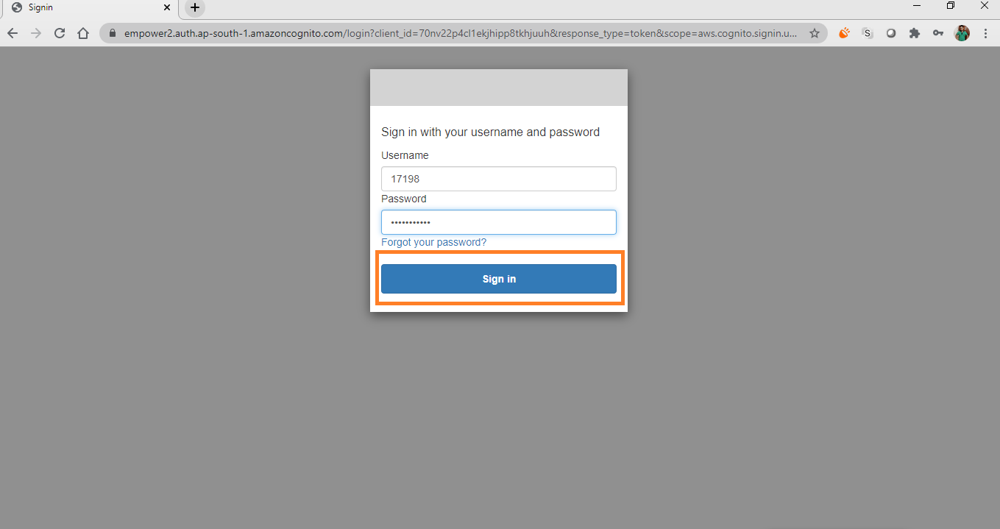 Signin
empower2.auth.ap-south-1.amazoncognito.com/login?client_id=70nv22p4cl1ekjhipp8tkhjuuh&response_type=token&scope=aws.cognito.signin.u...
S
Sign in with your username and password
Username
17198
Password
•••••••••••
Forgot your password?
Sign in